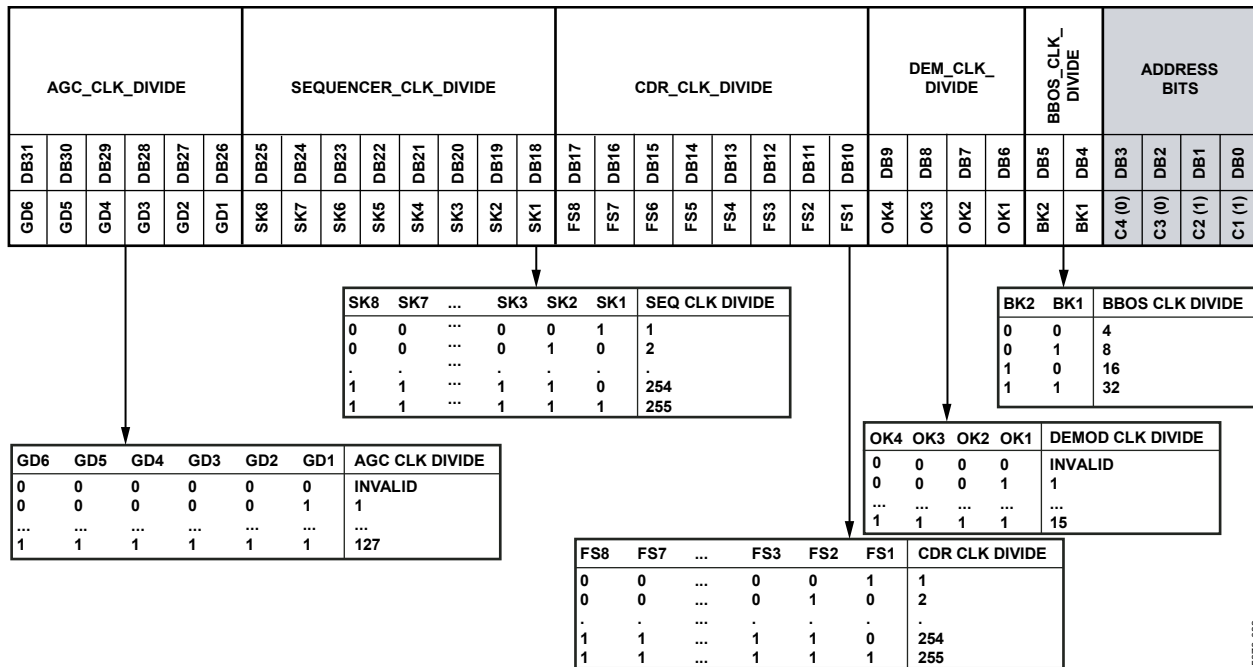 AGC_CLK_DIVIDE SEQUENCER_CLK_DIVIDE CDR_CLK_DIVIDE DEM_CLK_ DIVIDE BBOS_CLK_ DIVIDE ADDRESS BITS
DB31 DB30 DB29 DB28 DB27 DB26 DB25 DB24 DB23 DB22 DB21 DB20 DB19 DB18 DB17 DB16 DB15 DB14 DB13 DB12 DB11 DB10 DB9 DB8 DB7 DB6 DB5 DB4 DB3 DB2 DB1 DB0
GD6 GD5 GD4 GD3 GD2 GD1 SK8 SK7 SK6 SK5 SK4 SK3 SK2 SK1 FS8 FS7 FS6 FS5 FS4 FS3 FS2 FS1 OK4 OK3 OK2 OK1 BK2 BK1 C4 (0) C3 (0) C2 (1) C1 (1)
SK8 SK7 ... SK3 SK2 SK1 SEQ CLK DIVIDE
0 0 ... 0 0 1 1
0 0 ... 0 1 0 2
. . ... . . . .
1 1 ... 1 1 0 254
1 1 ... 1 1 1 255
BK2 BK1 BBOS CLK DIVIDE
0 0 4
0 1 8
1 0 16
1 1 32
GD6 GD5 GD4 GD3 GD2 GD1 AGC CLK DIVIDE
0 0 0 0 0 0 INVALID
0 0 0 0 0 1 1
... ... ... ... ... ... ...
1 1 1 1 1 1 127
OK4 OK3 OK2 OK1 DEMOD CLK DIVIDE
0 0 0 0 INVALID
0 0 0 1 1
... ... ... ... ...
1 1 1 1 15
FS8 FS7 ... FS3 FS2 FS1 CDR CLK DIVIDE
0 0 ... 0 0 1 1
0 0 ... 0 1 0 2
. . ... . . . .
1 1 ... 1 1 0 254
1 1 ... 1 1 1 255